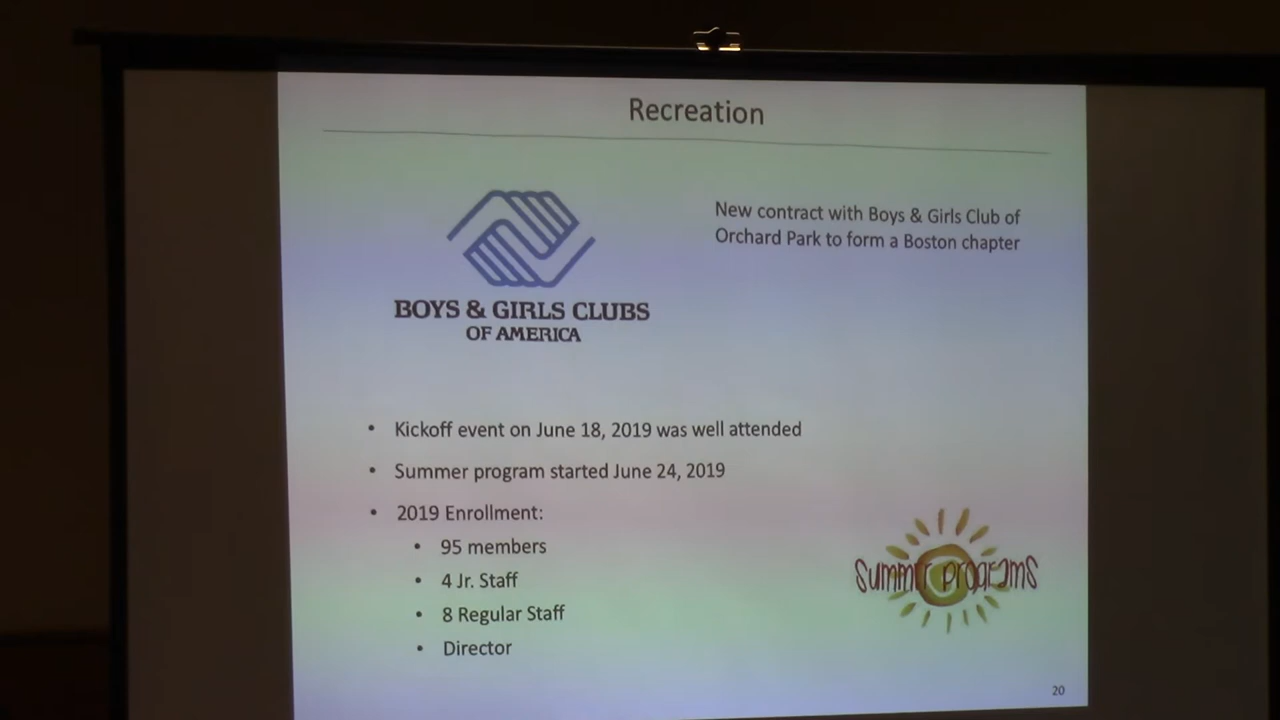 Recreation
New contract with Boys & Girls Club of
Orchard Park to form a Boston chapter
BOYS & GIRLS CLUBS
OF AMERICA
• Kickoff event on June 18, 2019 was well attended
• Summer program started June 24, 2019
• 2019 Enrollment:
• 95 members
• 4 Jr. Staff
• 8 Regular Staff
• Director
Summer programs
20